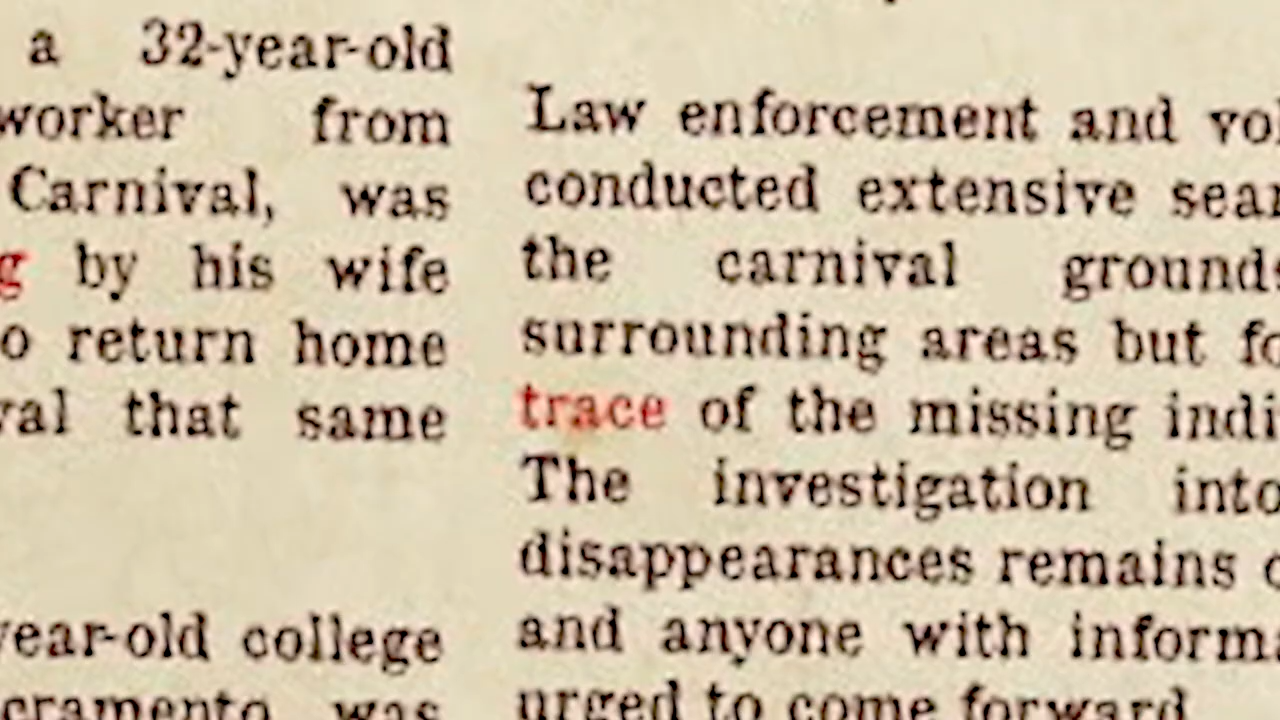 a 32-year-old
worker from
Carnival, was
g by his wife
o return home
val that same
year-old college
cramento was
Law enforcement and vol
conducted extensive sear
the carnival grounds
surrounding areas but fo
trace of the missing indi
The investigation into
disappearances remains o
and anyone with informa
urged to come forward